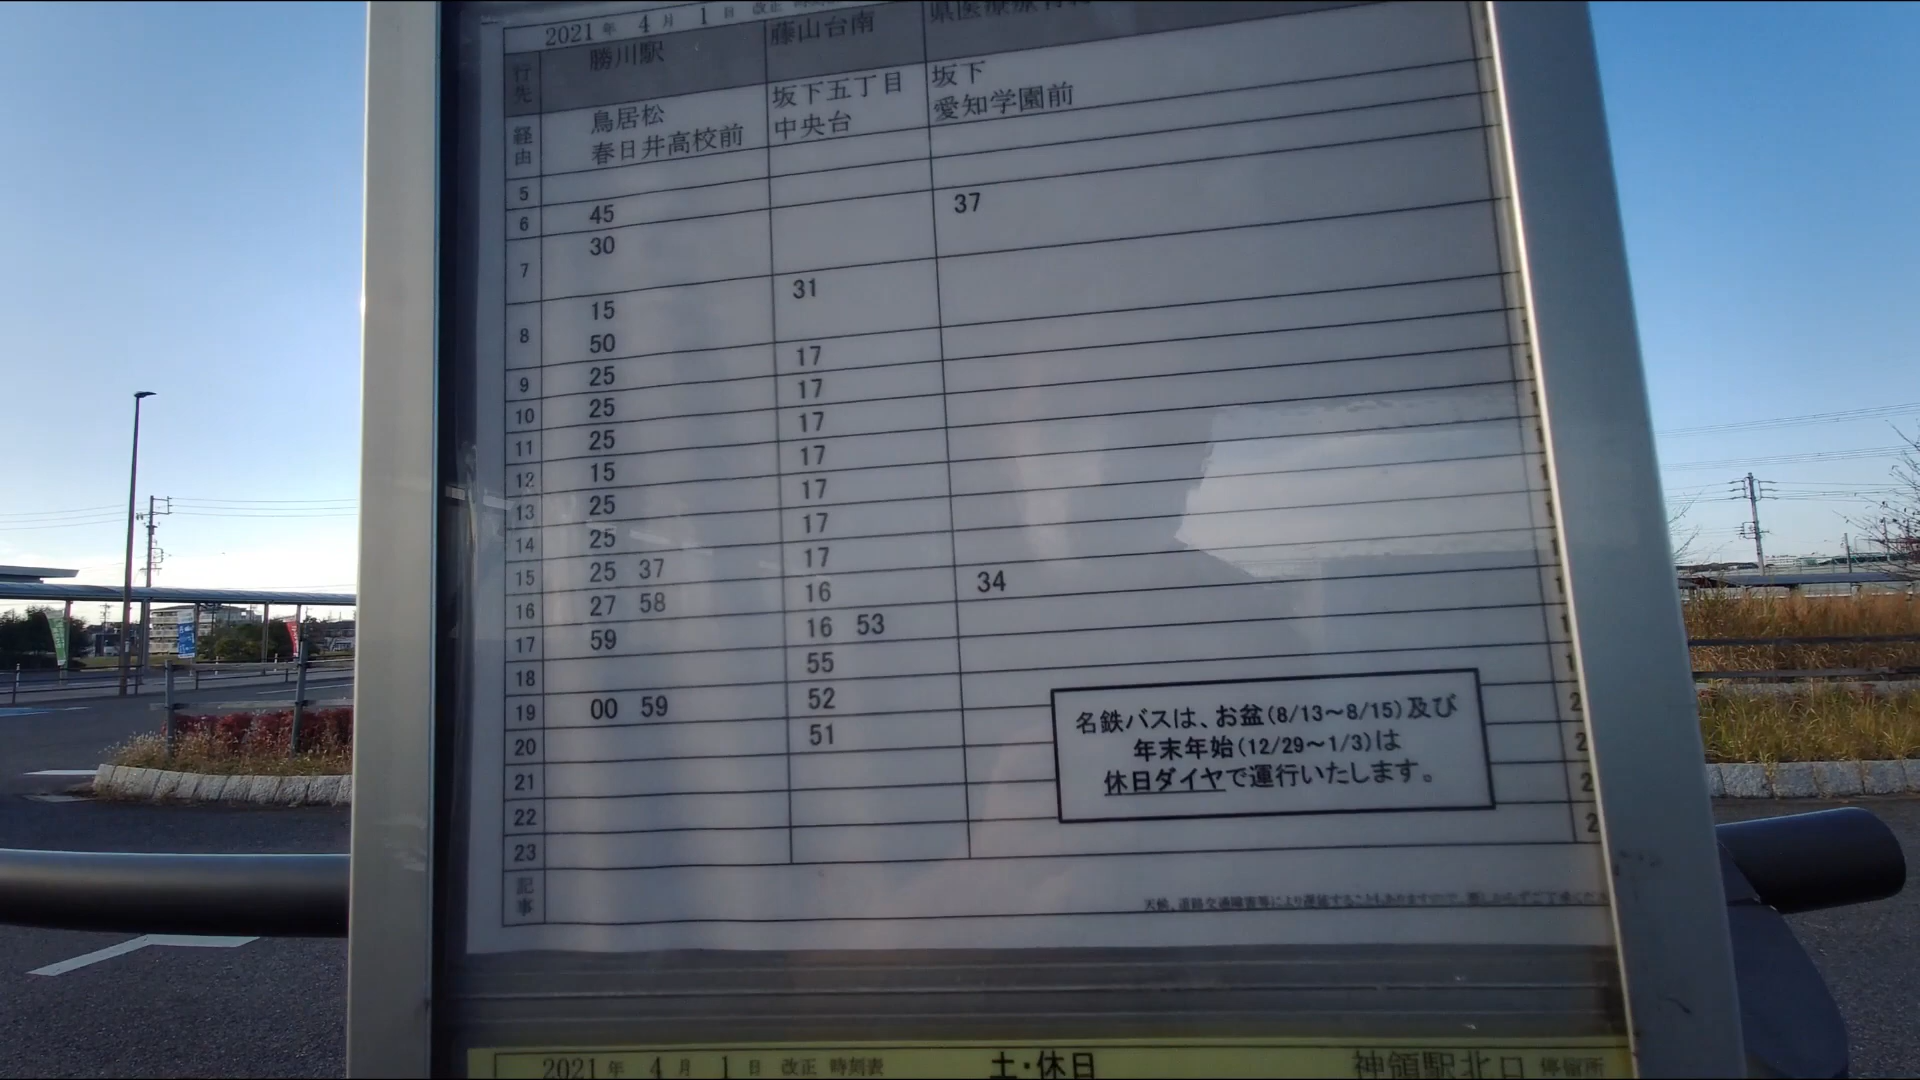 2021年 4月 1日 改正
行先 勝川駅 藤山台南
経由 鳥居松 春日井高校前 坂下五丁目 中央台 坂下 愛知学園前
5
6 45 37
7 30 31
8 15 50
9 25 17
10 25 17
11 25 17
12 15 17
13 25 17
14 25 17
15 25 37 17
16 27 58 16 34
17 59 16 53
18 55
19 00 59 52
20 51
21
22
23
記事
名鉄バスは、お盆(8/13～8/15)及び
年末年始(12/29～1/3)は
休日ダイヤで運行いたします。
2021年 4月 1日 改正 時刻表 土・休日 神領駅北口 停留所